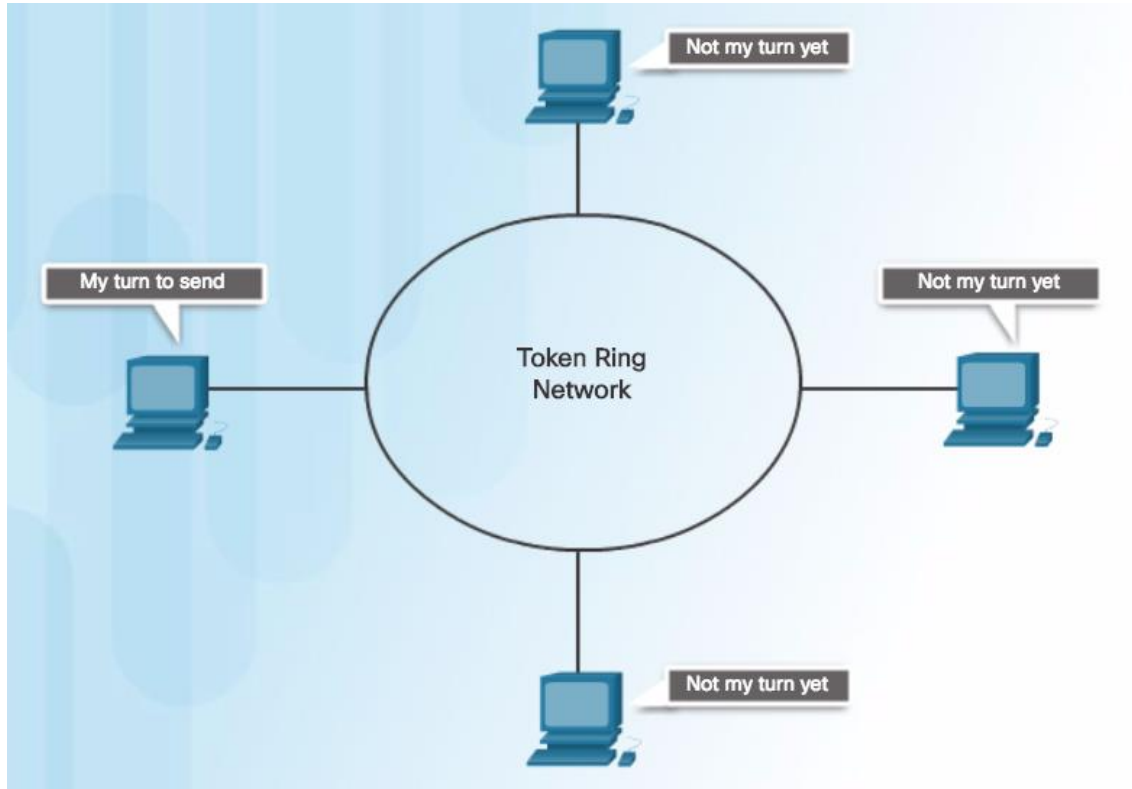 Not my turn yet
My turn to send
Not my turn yet
Token Ring
Network
Not my turn yet